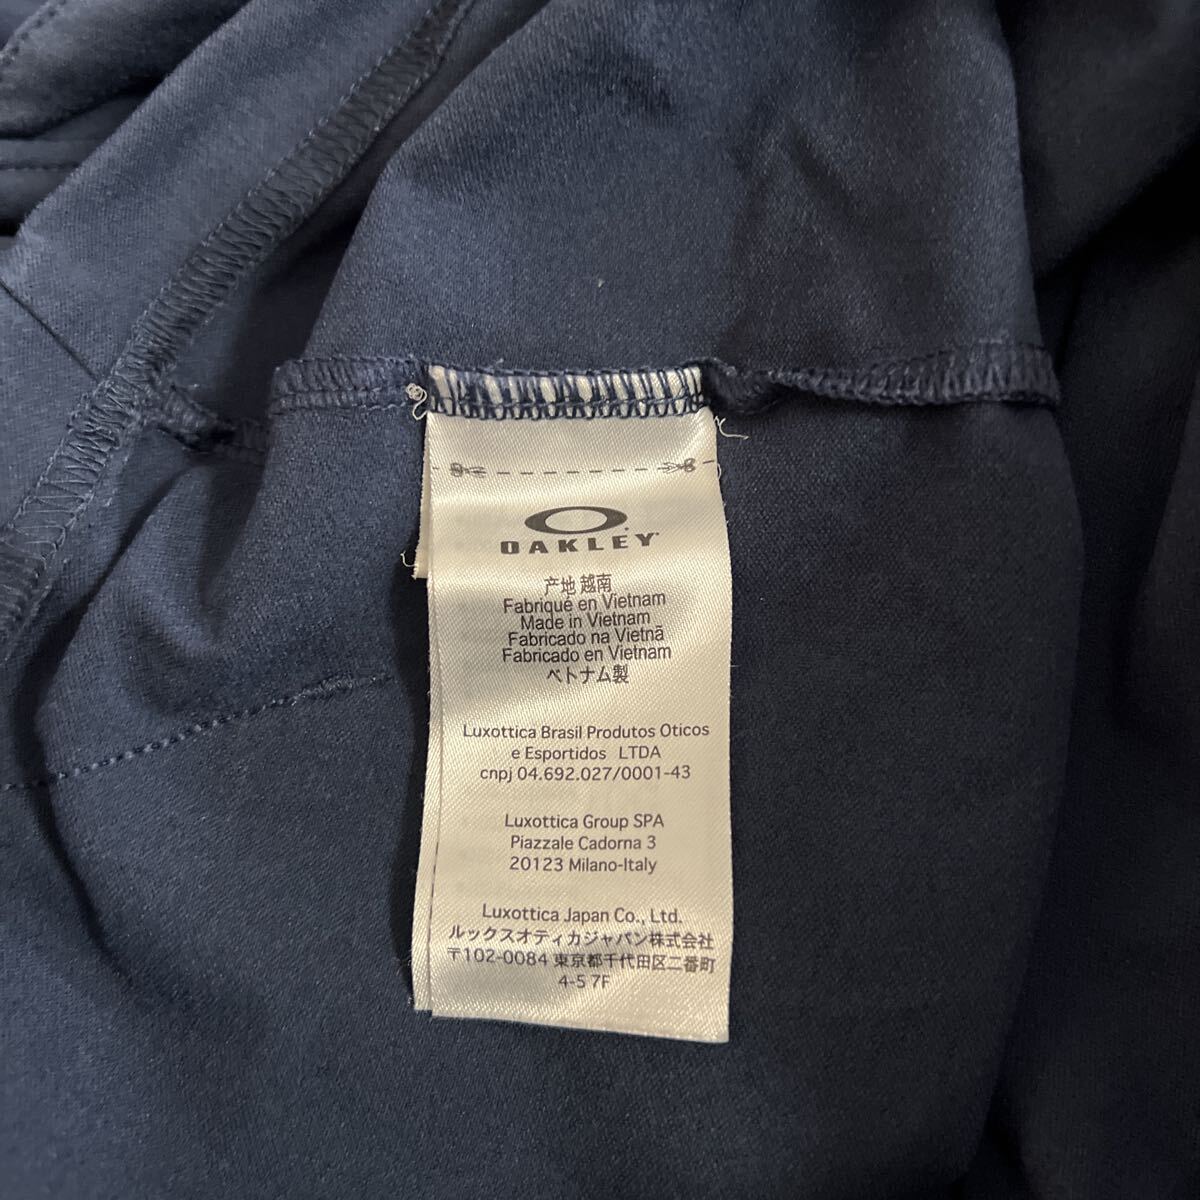 OAKLEY
产地 越南
Fabriqué en Vietnam
Made in Vietnam
Fabricado na Vietnã
Fabricado en Vietnam
ベトナム製
Luxottica Brasil Produtos Oticos
e Esportidos LTDA
cnpj 04.692.027/0001-43
Luxottica Group SPA
Piazzale Cadorna 3
20123 Milano-Italy
Luxottica Japan Co., Ltd.
ルックスオティカジャパン株式会社
〒102-0084 東京都千代田区二番町
4-5 7F